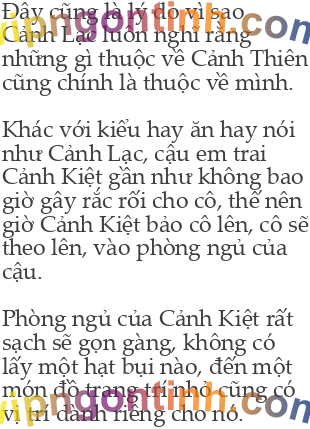 Đây cũng là lý do vì sao
Cảnh Lạc luôn nghĩ rằng
những gì thuộc về Cảnh Thiên
cũng chính là thuộc về mình.

Khác với kiểu hay ăn hay nói
như Cảnh Lạc, cậu em trai
Cảnh Kiệt gần như không bao
giờ gây rắc rối cho cô, thế nên
giờ Cảnh Kiệt bảo cô lên, cô sẽ
theo lên, vào phòng ngủ của
cậu.

Phòng ngủ của Cảnh Kiệt rất
sạch sẽ gọn gàng, không có
lấy một hạt bụi nào, đến một
món đồ trang trí nhỏ cũng có
vị trí dành riêng cho nó.